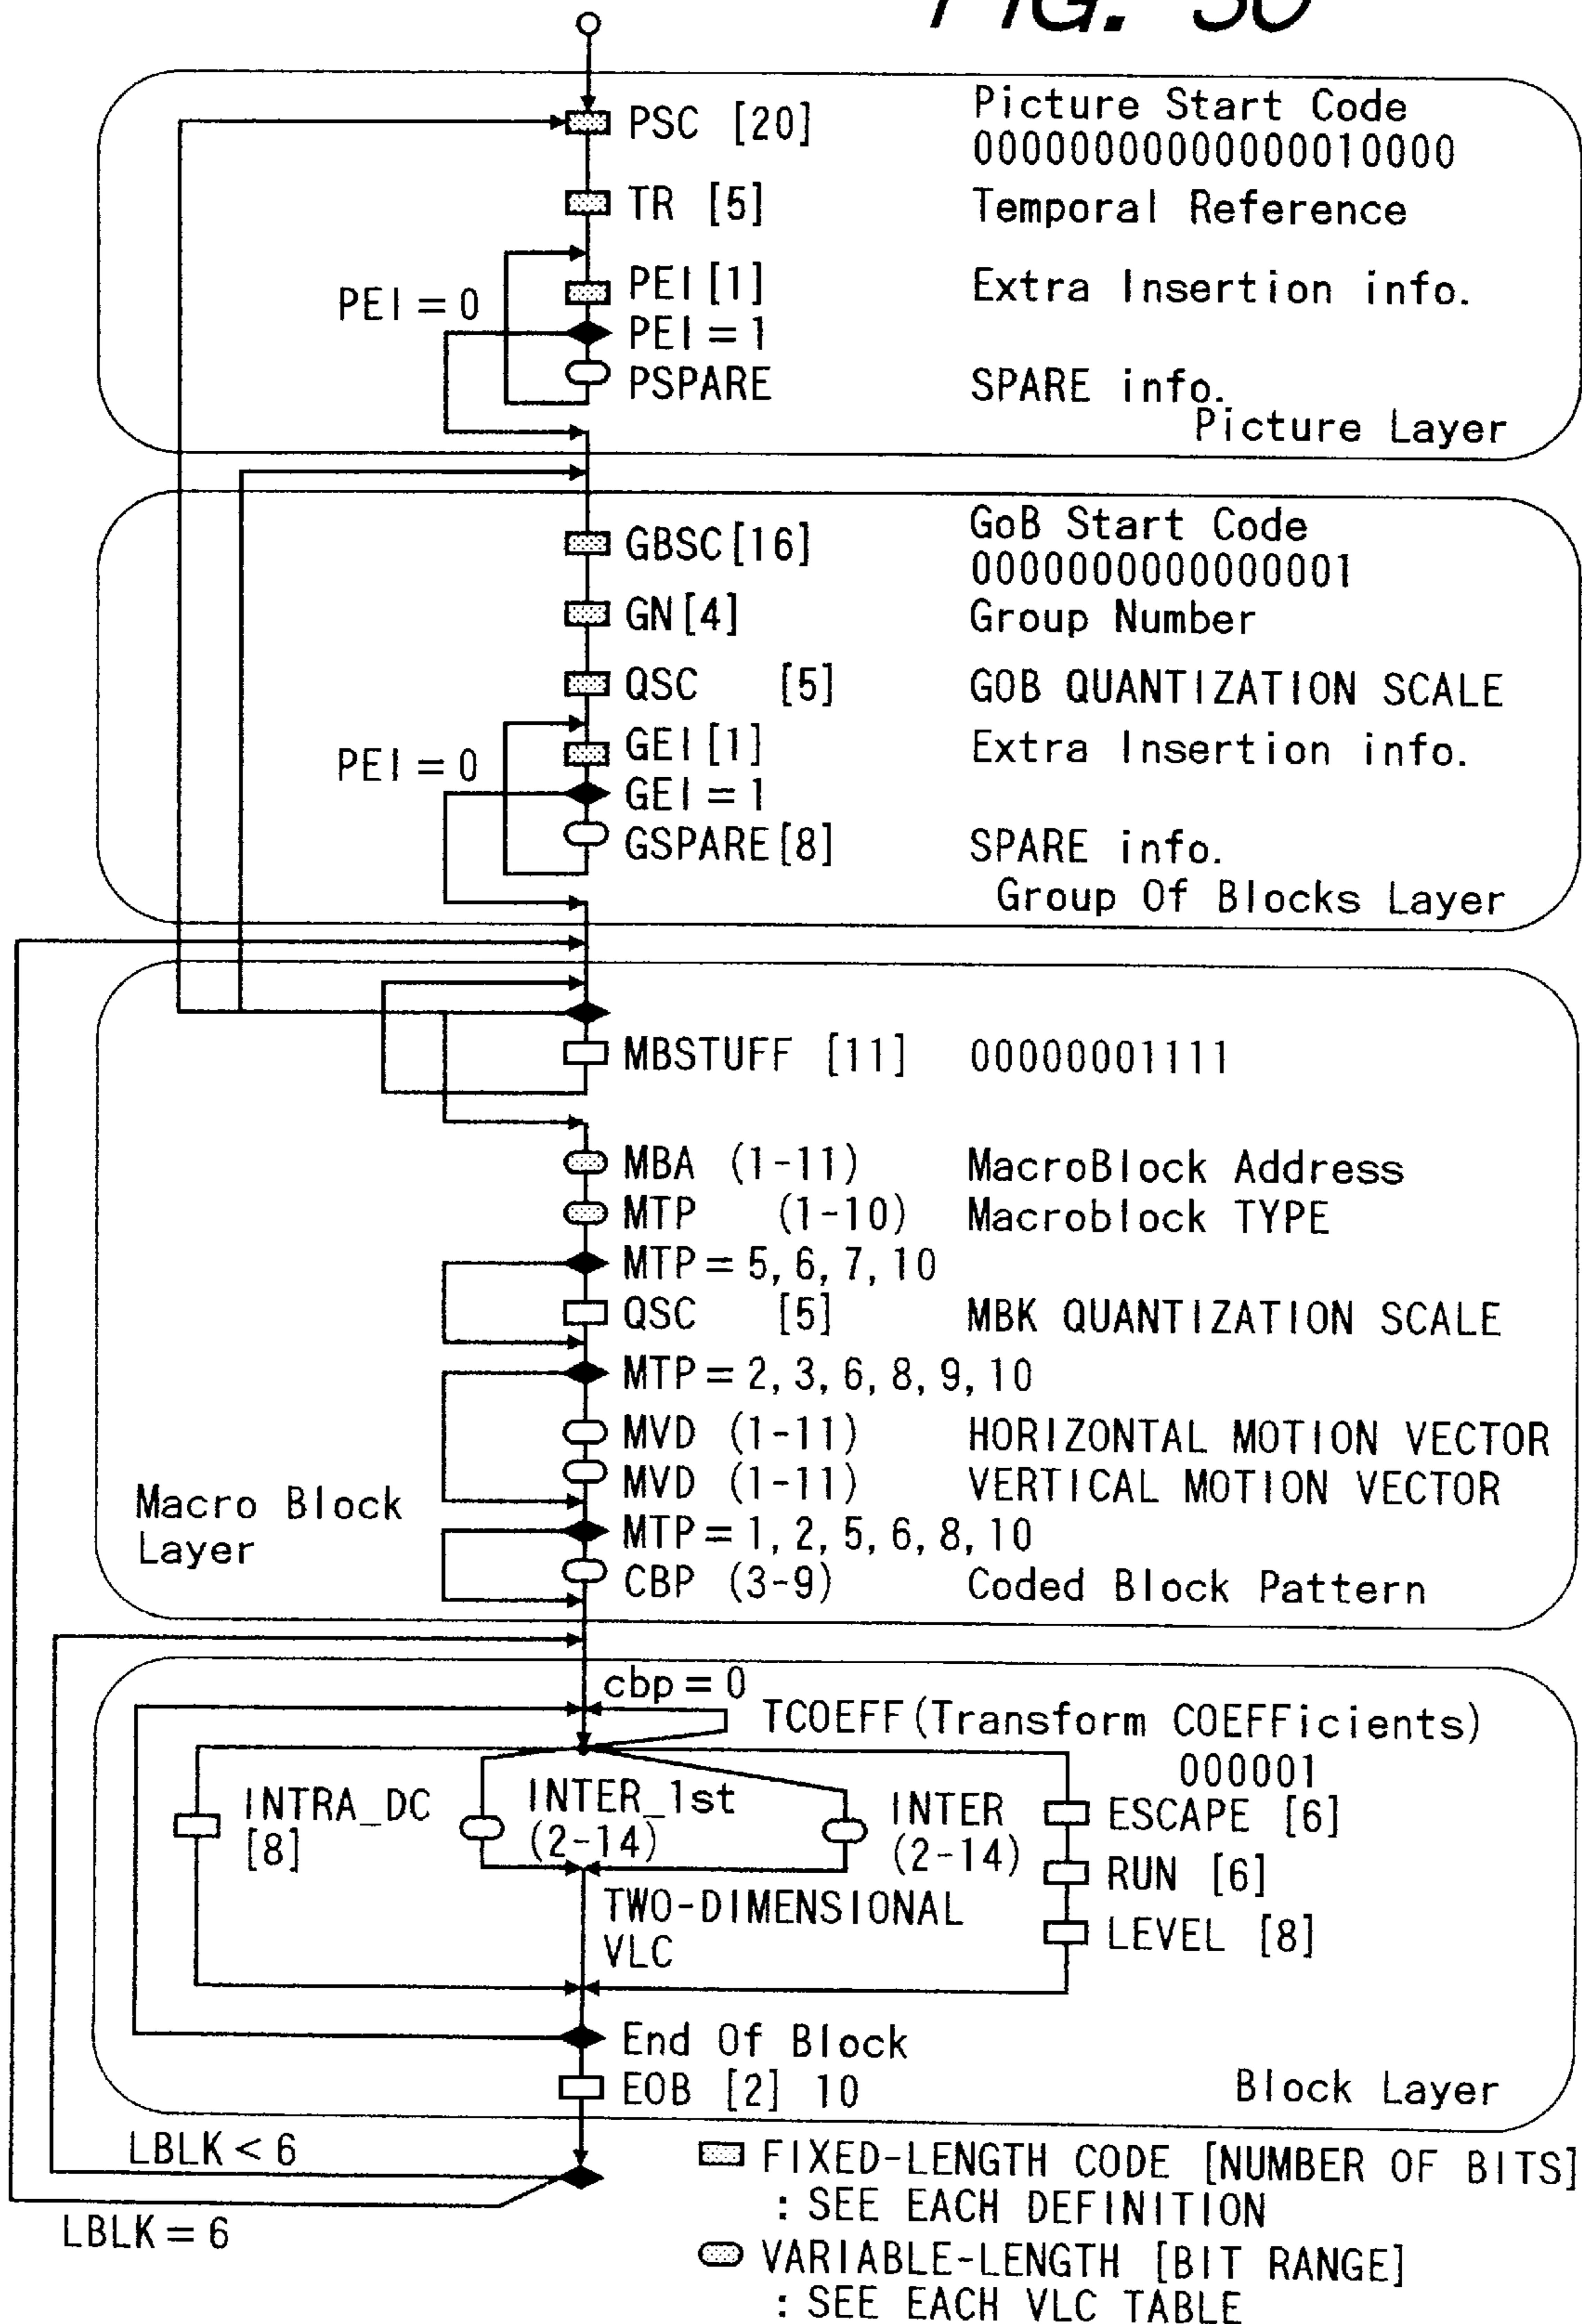 FIG.
PSC [20] Picture Start Code
00000000000000010000
TR [5] Temporal Reference
PEI = 0
PEI [1] Extra Insertion info.
PEI = 1
PSPARE SPARE info.
Picture Layer
GBSC [16] GoB Start Code
0000000000000001
GN [4] Group Number
QSC [5] GOB QUANTIZATION SCALE
PEI = 0
GEI [1] Extra Insertion info.
GEI = 1
GSPARE [8] SPARE info.
Group Of Blocks Layer
MBSTUFF [11] 00000001111
MBA (1-11) MacroBlock Address
MTP (1-10) Macroblock TYPE
MTP = 5, 6, 7, 10
QSC [5] MBK QUANTIZATION SCALE
MTP = 2, 3, 6, 8, 9, 10
MVD (1-11) HORIZONTAL MOTION VECTOR
MVD (1-11) VERTICAL MOTION VECTOR
Macro Block
Layer
MTP = 1, 2, 5, 6, 8, 10
CBP (3-9) Coded Block Pattern
cbp = 0
TCOEFF (Transform COEFFicients)
000001
INTRA_DC
[8]
INTER_1st
(2-14)
INTER
(2-14)
ESCAPE [6]
RUN [6]
LEVEL [8]
TWO-DIMENSIONAL
VLC
End Of Block
EOB [2] 10
Block Layer
LBLK < 6
LBLK = 6
FIXED-LENGTH CODE [NUMBER OF BITS]
: SEE EACH DEFINITION
VARIABLE-LENGTH [BIT RANGE]
: SEE EACH VLC TABLE